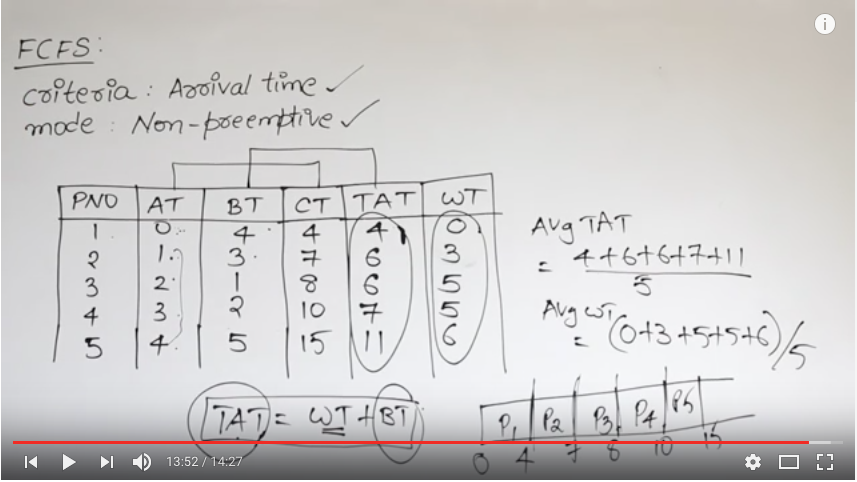 FCFS:
criteria : Arrival time ✓
mode : Non-preemptive ✓
PNO AT BT CT TAT WT
1 0 4 4 4 0
2 1 3 7 6 3
3 2 1 8 6 5
4 3 2 10 7 5
5 4 5 15 11 6
Avg TAT
= 4+6+6+7+11
5
Avg WT
= (0+3+5+5+6)/5
TAT = WT + BT
P1 P2 P3 P4 P5
0 4 7 8 10 15
13:52 / 14:27